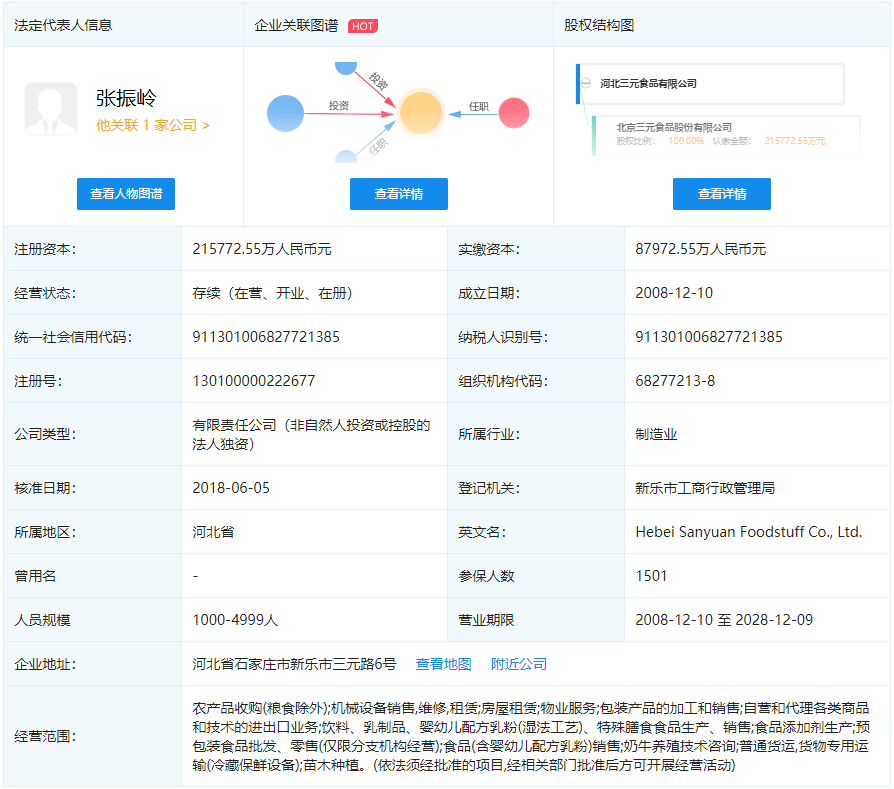 法定代表人信息
企业关联图谱 HOT
股权结构图
张振岭
他关联 1 家公司 >
查看人物图谱
投资
投资
任职
任职
查看详情
河北三元食品有限公司
北京三元食品股份有限公司
股权比例： 100.00% 认缴金额： 215772.55万元
查看详情
注册资本： 215772.55万人民币元 实缴资本： 87972.55万人民币元
经营状态： 存续（在营、开业、在册） 成立日期： 2008-12-10
统一社会信用代码： 911301006827721385 纳税人识别号： 911301006827721385
注册号： 130100000222677 组织机构代码： 68277213-8
公司类型： 有限责任公司（非自然人投资或控股的
法人独资） 所属行业： 制造业
核准日期： 2018-06-05 登记机关： 新乐市工商行政管理局
所属地区： 河北省 英文名： Hebei Sanyuan Foodstuff Co., Ltd.
曾用名 - 参保人数 1501
人员规模 1000-4999人 营业期限 2008-12-10 至 2028-12-09
企业地址： 河北省石家庄市新乐市三元路6号 查看地图 附近公司
经营范围：
农产品收购(粮食除外);机械设备销售,维修,租赁;房屋租赁;物业服务;包装产品的加工和销售;自营和代理各类商品
和技术的进出口业务;饮料、乳制品、婴幼儿配方乳粉(湿法工艺)、特殊膳食食品生产、销售;食品添加剂生产;预
包装食品批发、零售(仅限分支机构经营);食品(含婴幼儿配方乳粉)销售;奶牛养殖技术咨询;普通货运,货物专用运
输(冷藏保鲜设备);苗木种植。(依法须经批准的项目,经相关部门批准后方可开展经营活动)